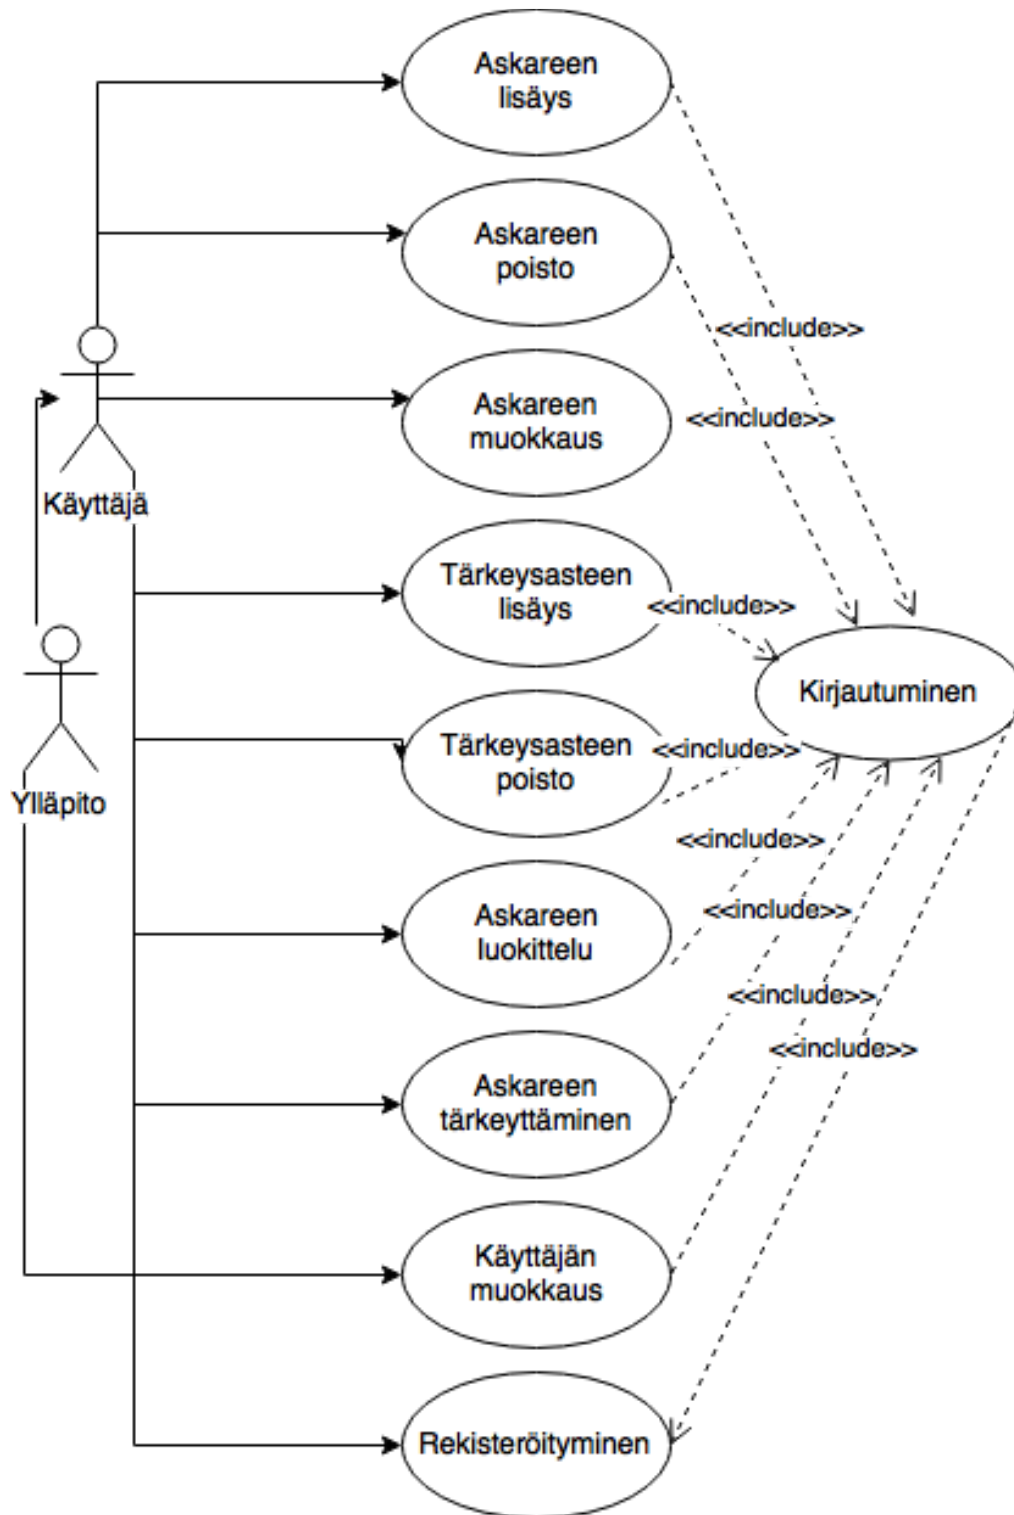 Askareen
lisäys
Askareen
poisto
<<include>>
Askareen
muokkaus
<<include>>
Käyttäjä
Tärkeysasteen
lisäys
<<include>>
Kirjautuminen
Tärkeysasteen
poisto
<<include>>
Ylläpito
<<include>>
Askareen
luokittelu
<<include>>
<<include>>
<<include>>
Askareen
tärkeyttäminen
Käyttäjän
muokkaus
Rekisteröityminen